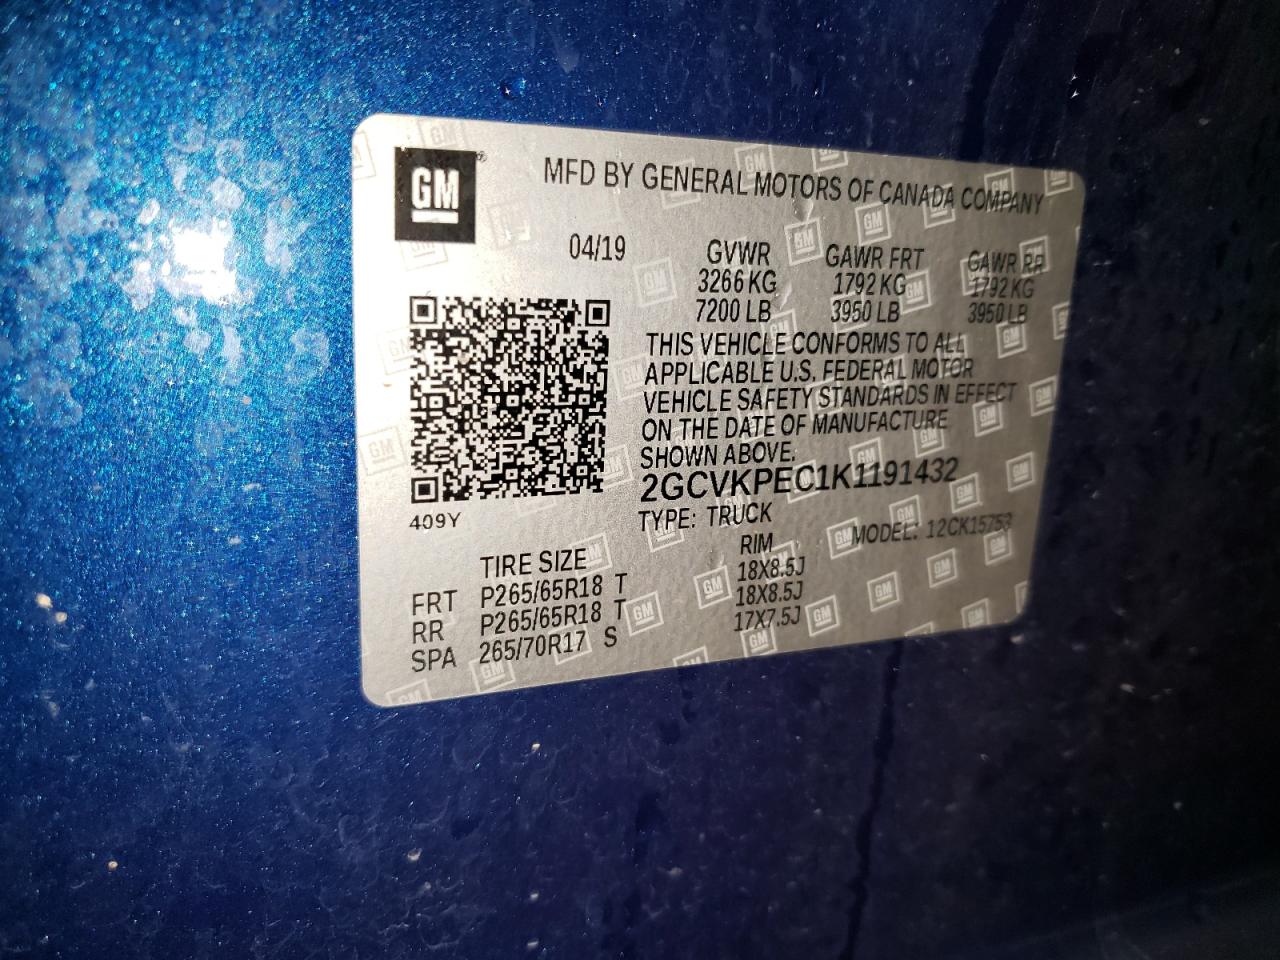 GM
MFD BY GENERAL MOTORS OF CANADA COMPANY
04/19 GVWR GAWR FRT GAWR RR
3266 KG 1792 KG 1792 KG
7200 LB 3950 LB 3950 LB
THIS VEHICLE CONFORMS TO ALL
APPLICABLE U.S. FEDERAL MOTOR
VEHICLE SAFETY STANDARDS IN EFFECT
ON THE DATE OF MANUFACTURE
SHOWN ABOVE.
2GCVKPEC1K1191432
409Y
TYPE: TRUCK MODEL: 12CK15753
TIRE SIZE RIM
FRT P265/65R18 T 18X8.5J
RR P265/65R18 T 18X8.5J
SPA 265/70R17 S 17X7.5J